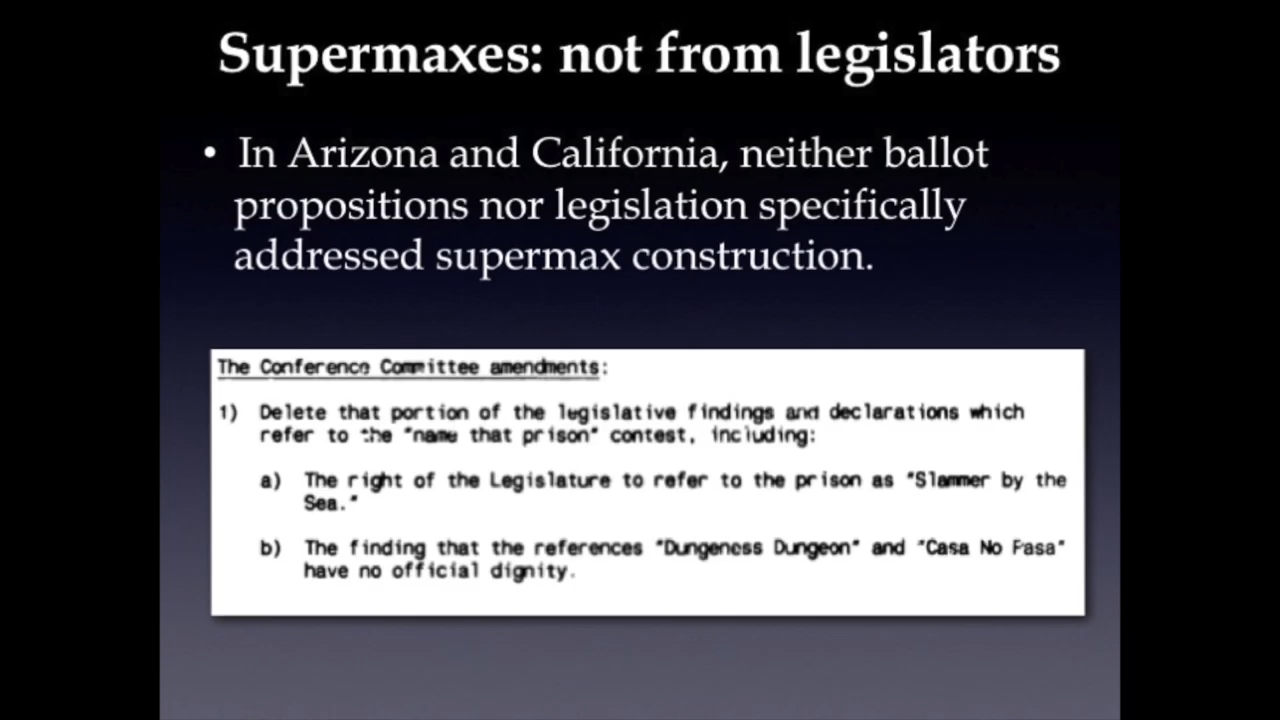 Supermaxes: not from legislators
• In Arizona and California, neither ballot
propositions nor legislation specifically
addressed supermax construction.
The Conference Committee amendments:
1) Delete that portion of the legislative findings and declarations which
refer to the "name that prison" contest, including:
a) The right of the Legislature to refer to the prison as "Slammer by the
Sea."
b) The finding that the references "Dungeness Dungeon" and "Casa No Pasa"
have no official dignity.